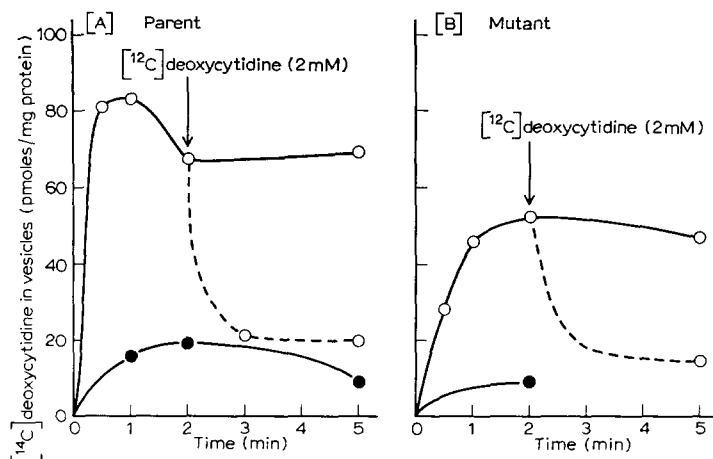 [A] Parent
[B] Mutant
[¹²C] deoxycytidine (2mM)
[¹²C] deoxycytidine (2mM)
[¹⁴C] deoxycytidine in vesicles (pmoles/mg protein)
100
80
60
40
20
0
0 1 2 3 4 5
Time (min)
0 1 2 3 4 5
Time (min)